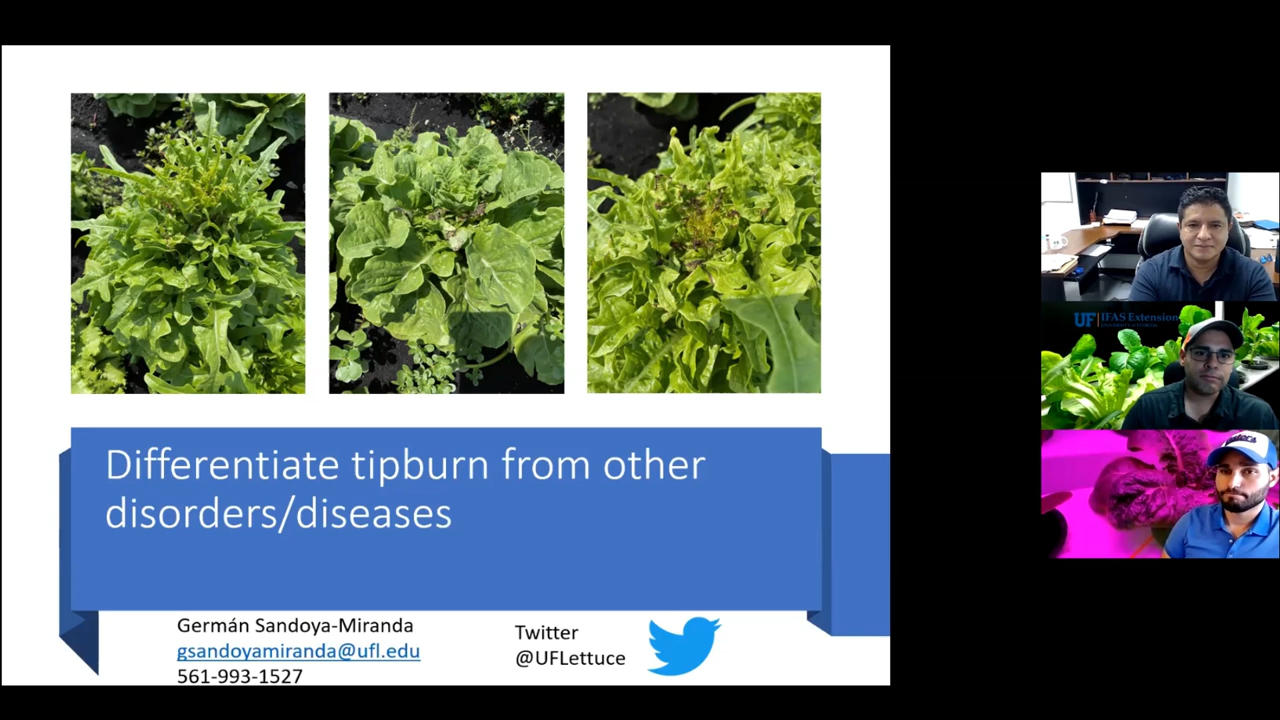 Differentiate tipburn from other
disorders/diseases
Germán Sandoya-Miranda
gsandoyamiranda@ufl.edu
561-993-1527
Twitter
@UFLettuce
UF IFAS Extension